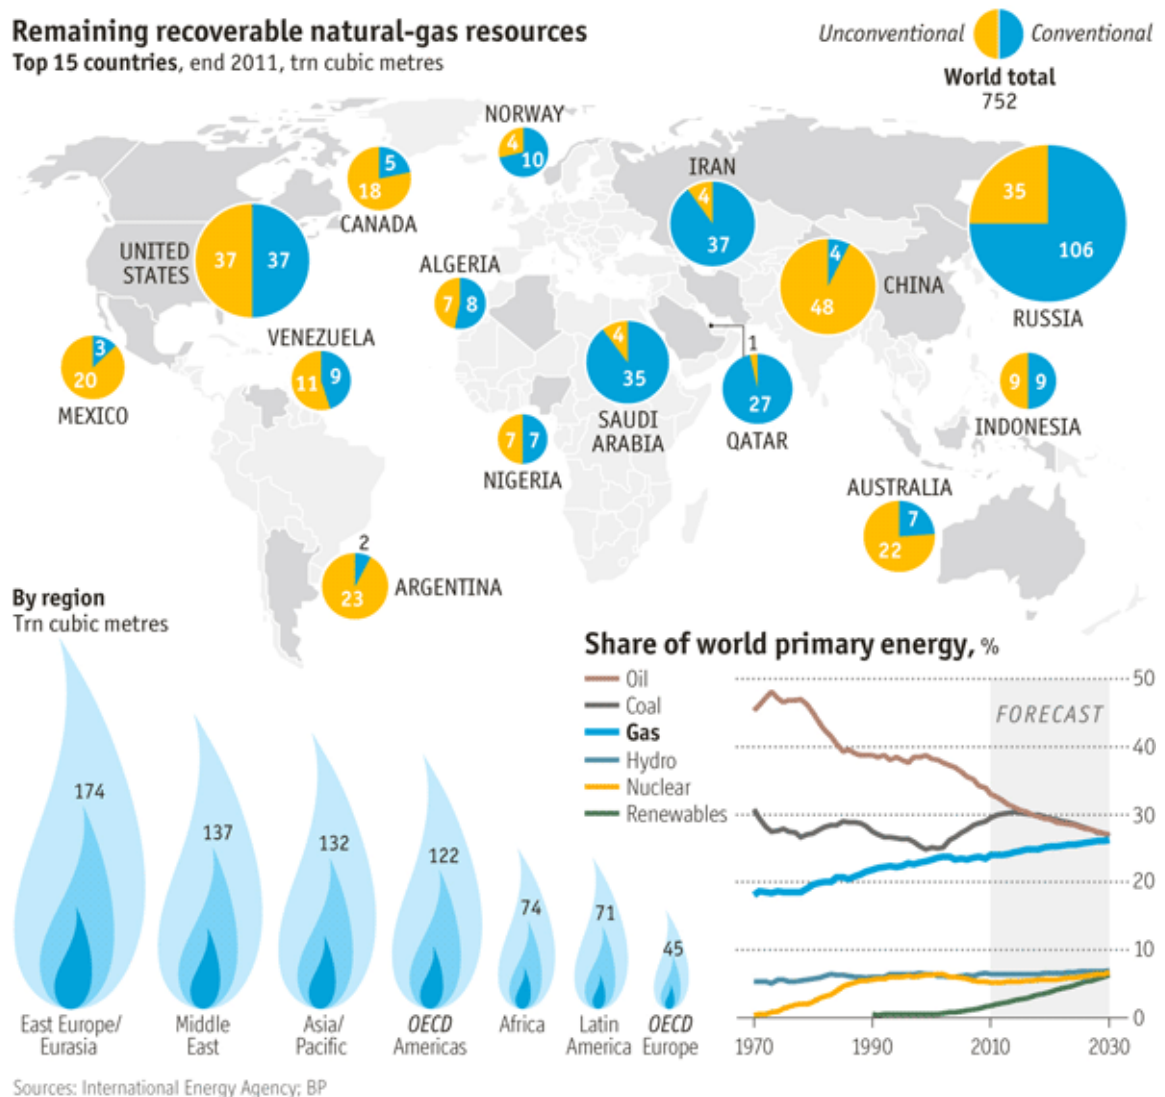 Remaining recoverable natural-gas resources
Top 15 countries, end 2011, trn cubic metres
Unconventional
Conventional
World total
752
NORWAY
4
10
CANADA
5
18
IRAN
4
37
RUSSIA
35
106
UNITED
STATES
37
37
ALGERIA
7
8
CHINA
4
48
VENEZUELA
11
9
MEXICO
3
20
SAUDI
ARABIA
4
35
QATAR
1
27
INDONESIA
9
9
NIGERIA
7
7
AUSTRALIA
7
22
ARGENTINA
2
23
By region
Trn cubic metres
174
137
132
122
74
71
45
East Europe/
Eurasia
Middle
East
Asia/
Pacific
OECD
Americas
Africa
Latin
America
OECD
Europe
Share of world primary energy, %
Oil
Coal
Gas
Hydro
Nuclear
Renewables
FORECAST
50
40
30
20
10
0
1970
1990
2010
2030
Sources: International Energy Agency; BP